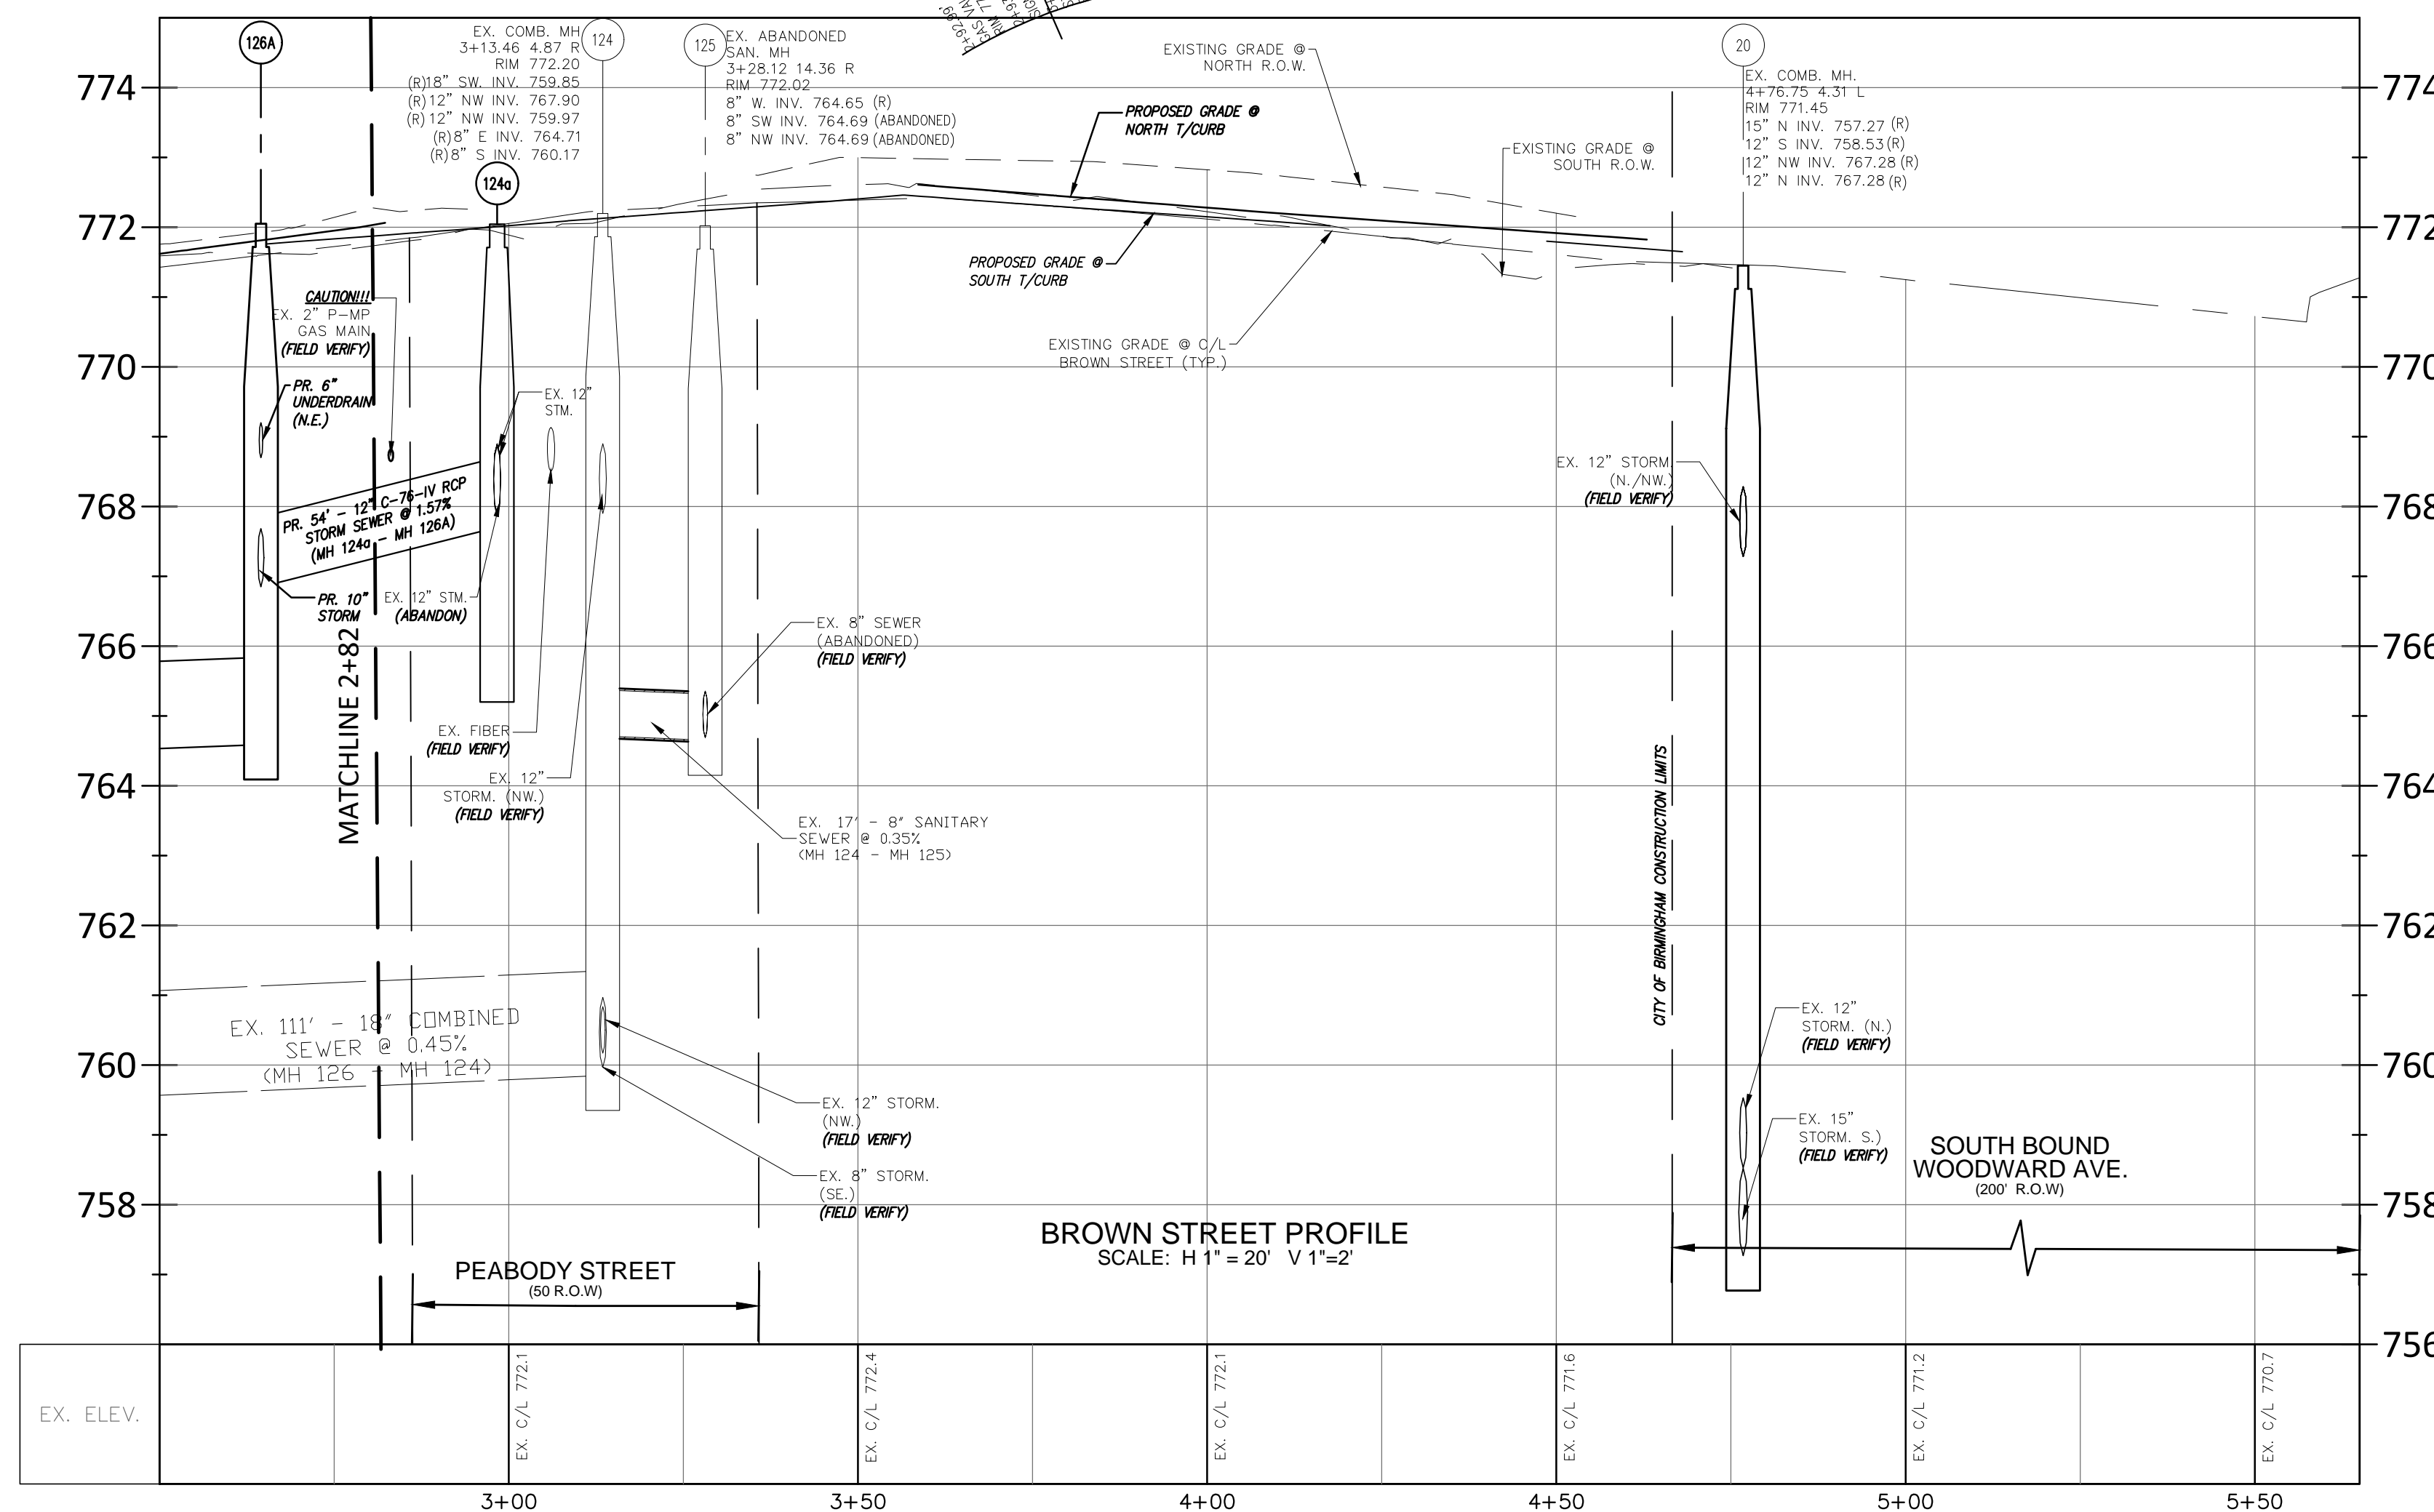 126A
EX. COMB. MH
3+13.46 4.87 R
RIM 772.20
(R)18" SW. INV. 759.85
(R)12" NW INV. 767.90
(R)12" NW INV. 759.97
(R)8" E INV. 764.71
(R)8" S INV. 760.17
124
125
EX. ABANDONED
SAN. MH
3+28.12 14.36 R
RIM 772.02
8" W. INV. 764.65 (R)
8" SW INV. 764.69 (ABANDONED)
8" NW INV. 764.69 (ABANDONED)
2+92.99'
124a
EXISTING GRADE @
NORTH R.O.W.
PROPOSED GRADE @
NORTH T/CURB
EXISTING GRADE @
SOUTH R.O.W.
20
EX. COMB. MH.
4+76.75 4.31 L
RIM 771.45
15" N INV. 757.27 (R)
12" S INV. 758.53 (R)
12" NW INV. 767.28 (R)
12" N INV. 767.28 (R)
PROPOSED GRADE @
SOUTH T/CURB
EXISTING GRADE @ C/L
BROWN STREET (TYP.)
CAUTION!!!
EX. 2" P-MP
GAS MAIN
(FIELD VERIFY)
PR. 6"
UNDERDRAIN
(N.E.)
EX. 12"
STM.
PR. 54' - 12" C-76-IV RCP
STORM SEWER @ 1.57%
(MH 124a - MH 126A)
PR. 10"
STORM
EX. 12" STM.
(ABANDON)
MATCHLINE 2+82
EX. FIBER
(FIELD VERIFY)
EX. 12"
STORM. (NW.)
(FIELD VERIFY)
EX. 8" SEWER
(ABANDONED)
(FIELD VERIFY)
EX. 17' - 8" SANITARY
SEWER @ 0.35%
(MH 124 - MH 125)
EX. 12" STORM.
(N./NW.)
(FIELD VERIFY)
CITY OF BIRMINGHAM CONSTRUCTION LIMITS
EX. 111' - 18" COMBINED
SEWER @ 0.45%
(MH 126 - MH 124)
EX. 12" STORM.
(NW.)
(FIELD VERIFY)
EX. 8" STORM.
(SE.)
(FIELD VERIFY)
EX. 12"
STORM. (N.)
(FIELD VERIFY)
EX. 15"
STORM. S.)
(FIELD VERIFY)
SOUTH BOUND
WOODWARD AVE.
(200' R.O.W)
PEABODY STREET
(50 R.O.W)
BROWN STREET PROFILE
SCALE: H 1" = 20' V 1"=2'
774
772
770
768
766
764
762
760
758
774
772
770
768
766
764
762
760
758
756
EX. ELEV.
EX. C/L 772.1
EX. C/L 772.4
EX. C/L 772.1
EX. C/L 771.6
EX. C/L 771.2
EX. C/L 770.7
3+00
3+50
4+00
4+50
5+00
5+50